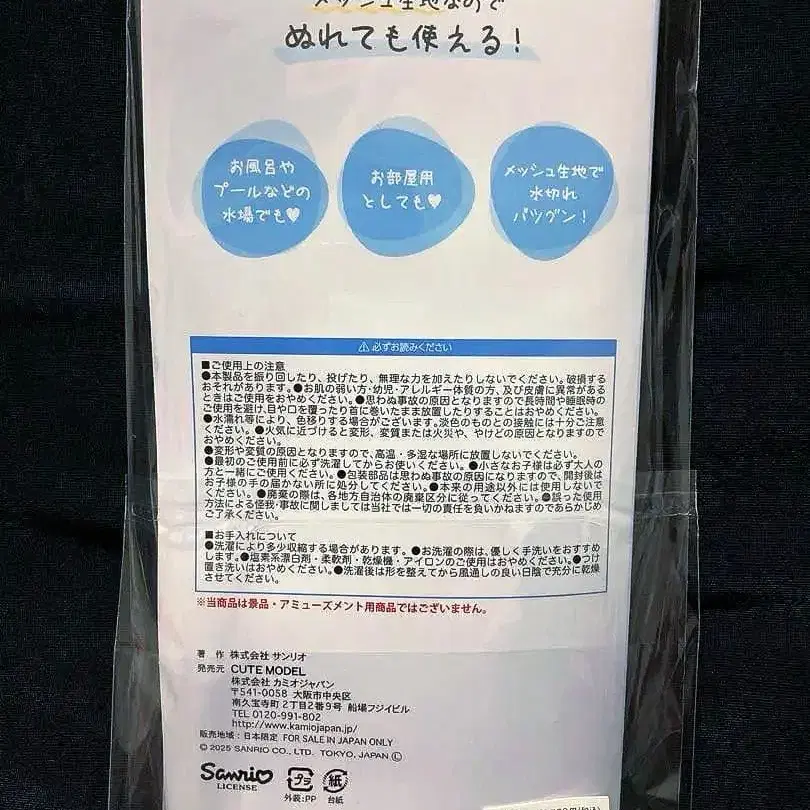 メッシュ生地なので
ぬれても使える!
お風呂や
プールなどの
水場でも♥
お部屋用
としても♥
メッシュ生地で
水切れ
バツグン!
⚠必ずお読みください
■ご使用上の注意
●本製品を振り回したり、投げたり、無理な力を加えたりしないでください。破損する
おそれがあります。●お肌の弱い方・幼児・アレルギー体質の方、及び皮膚に異常がある
ときはご使用をおやめください。●思わぬ事故の原因となりますので長時間や睡眠時の
ご使用を避け、目や口を覆ったり首に巻いたまま放置したりすることはおやめください。
●水濡れ等により、色移りする場合がございます。淡色のものとの接触には十分ご注意
ください。●火気に近づけると変形、変質または火災や、やけどの原因となりますので
おやめください。
●変形や変質の原因となりますので、高温・多湿な場所に放置しないでください。
●最初のご使用前に必ず洗濯してからお使いください。●小さなお子様は必ず大人の
方と一緒にご使用ください。●包装部品は思わぬ事故の原因になりますので、開封後は
お子様の手の届かない所に処分してください。●本来の用途以外には使用しないで
ください。●廃棄の際は、各地方自治体の廃棄区分に従ってください。●誤った使用
方法による怪我・事故に関しましては当社では一切の責任を負いかねますのであらかじめ
ご了承ください。
■お手入れについて
●洗濯により多少収縮する場合があります。●お洗濯の際は、優しく手洗いをおすすめ
します。●塩素系漂白剤・柔軟剤・乾燥機・アイロンのご使用はおやめください。●つけ
置き洗いはおやめください。●洗濯後は形を整えてから風通しの良い日陰で充分に乾燥
させてください。
※当商品は景品・アミューズメント用商品ではございません。
著 作 株式会社 サンリオ
発売元 CUTE MODEL
株式会社 カミオジャパン
〒541-0058 大阪市中央区
南久宝寺町2丁目2番9号 船場フジイビル
TEL 0120-991-802
http://www.kamiojapan.jp/
販売地域:日本限定 FOR SALE IN JAPAN ONLY
© 2025 SANRIO CO., LTD. TOKYO, JAPAN Ⓛ
Sanrio
LICENSE
プラ
外装:PP
紙
台紙